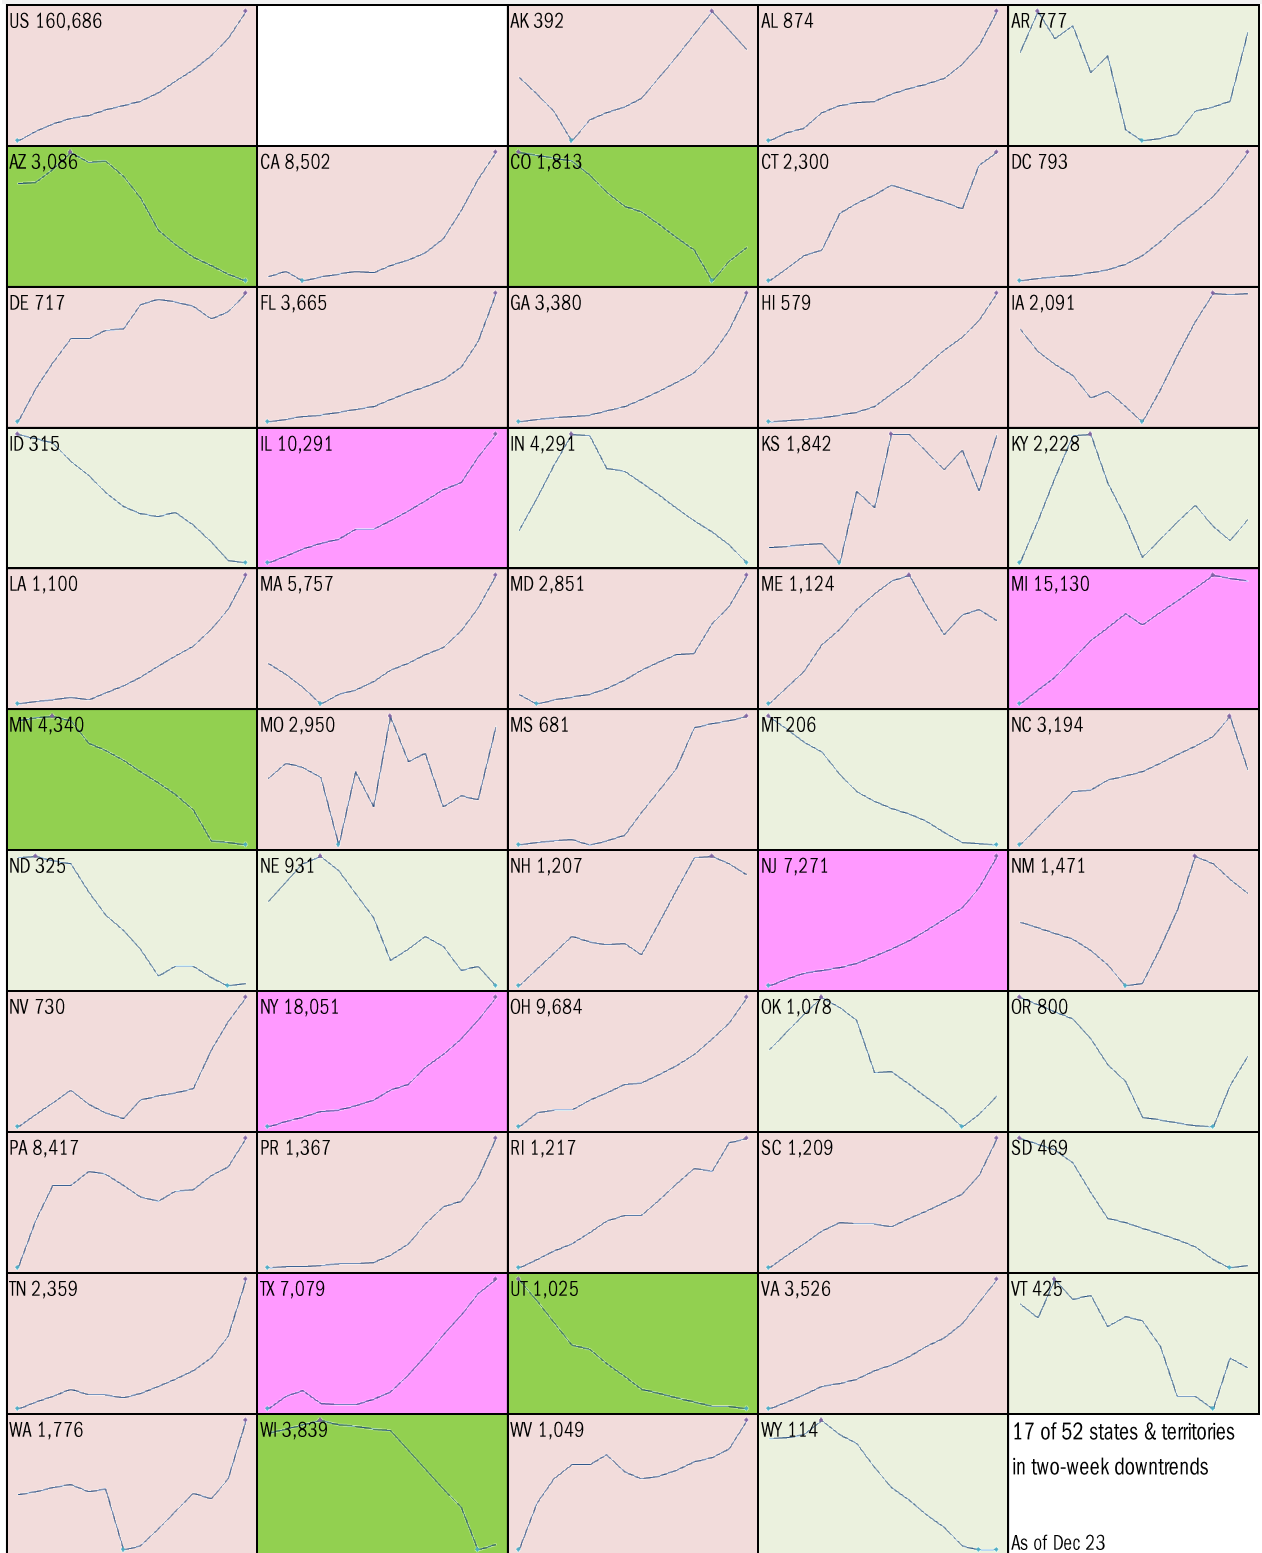 US 160,686
AK 392
AL 874
AR 777
AZ 3,086
CA 8,502
CO 1,813
CT 2,300
DC 793
DE 717
FL 3,665
GA 3,380
HI 579
IA 2,091
ID 315
IL 10,291
IN 4,291
KS 1,842
KY 2,228
LA 1,100
MA 5,757
MD 2,851
ME 1,124
MI 15,130
MN 4,340
MO 2,950
MS 681
MT 206
NC 3,194
ND 325
NE 931
NH 1,207
NJ 7,271
NM 1,471
NV 730
NY 18,051
OH 9,684
OK 1,078
OR 800
PA 8,417
PR 1,367
RI 1,217
SC 1,209
SD 469
TN 2,359
TX 7,079
UT 1,025
VA 3,526
VT 425
WA 1,776
WI 3,839
WV 1,049
WY 114
17 of 52 states & territories
in two-week downtrends
As of Dec 23